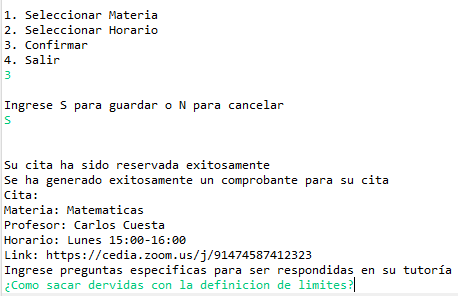 1. Seleccionar Materia
2. Seleccionar Horario
3. Confirmar
4. Salir
3
Ingrese S para guardar o N para cancelar
S
Su cita ha sido reservada exitosamente
Se ha generado exitosamente un comprobante para su cita
Cita:
Materia: Matematicas
Profesor: Carlos Cuesta
Horario: Lunes 15:00-16:00
Link: https://cedia.zoom.us/j/91474587412323
Ingrese preguntas especificas para ser respondidas en su tutoría
¿Como sacar dervidas con la definicion de limites?